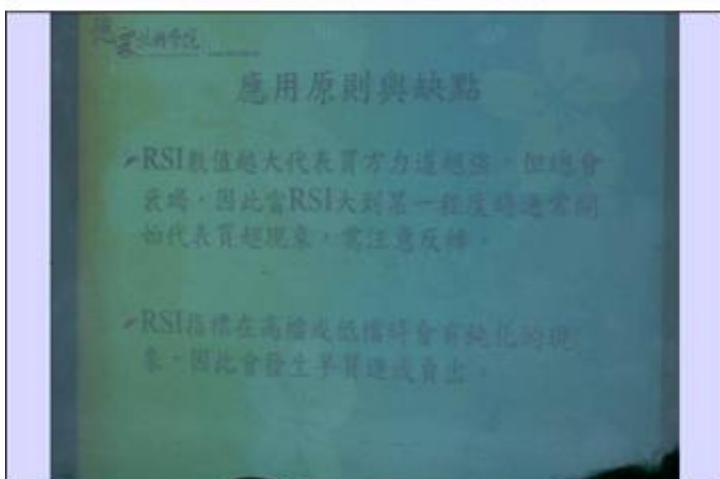 應用原則與缺點
➢RSI數值越大代表買方力道越強，但總會
衰竭，因此當RSI大到某一程度時通常開
始代表買超現象，需注意反轉。
➢RSI指標在高檔或低檔時會有鈍化的現
象，因此會發生早買進或賣出。